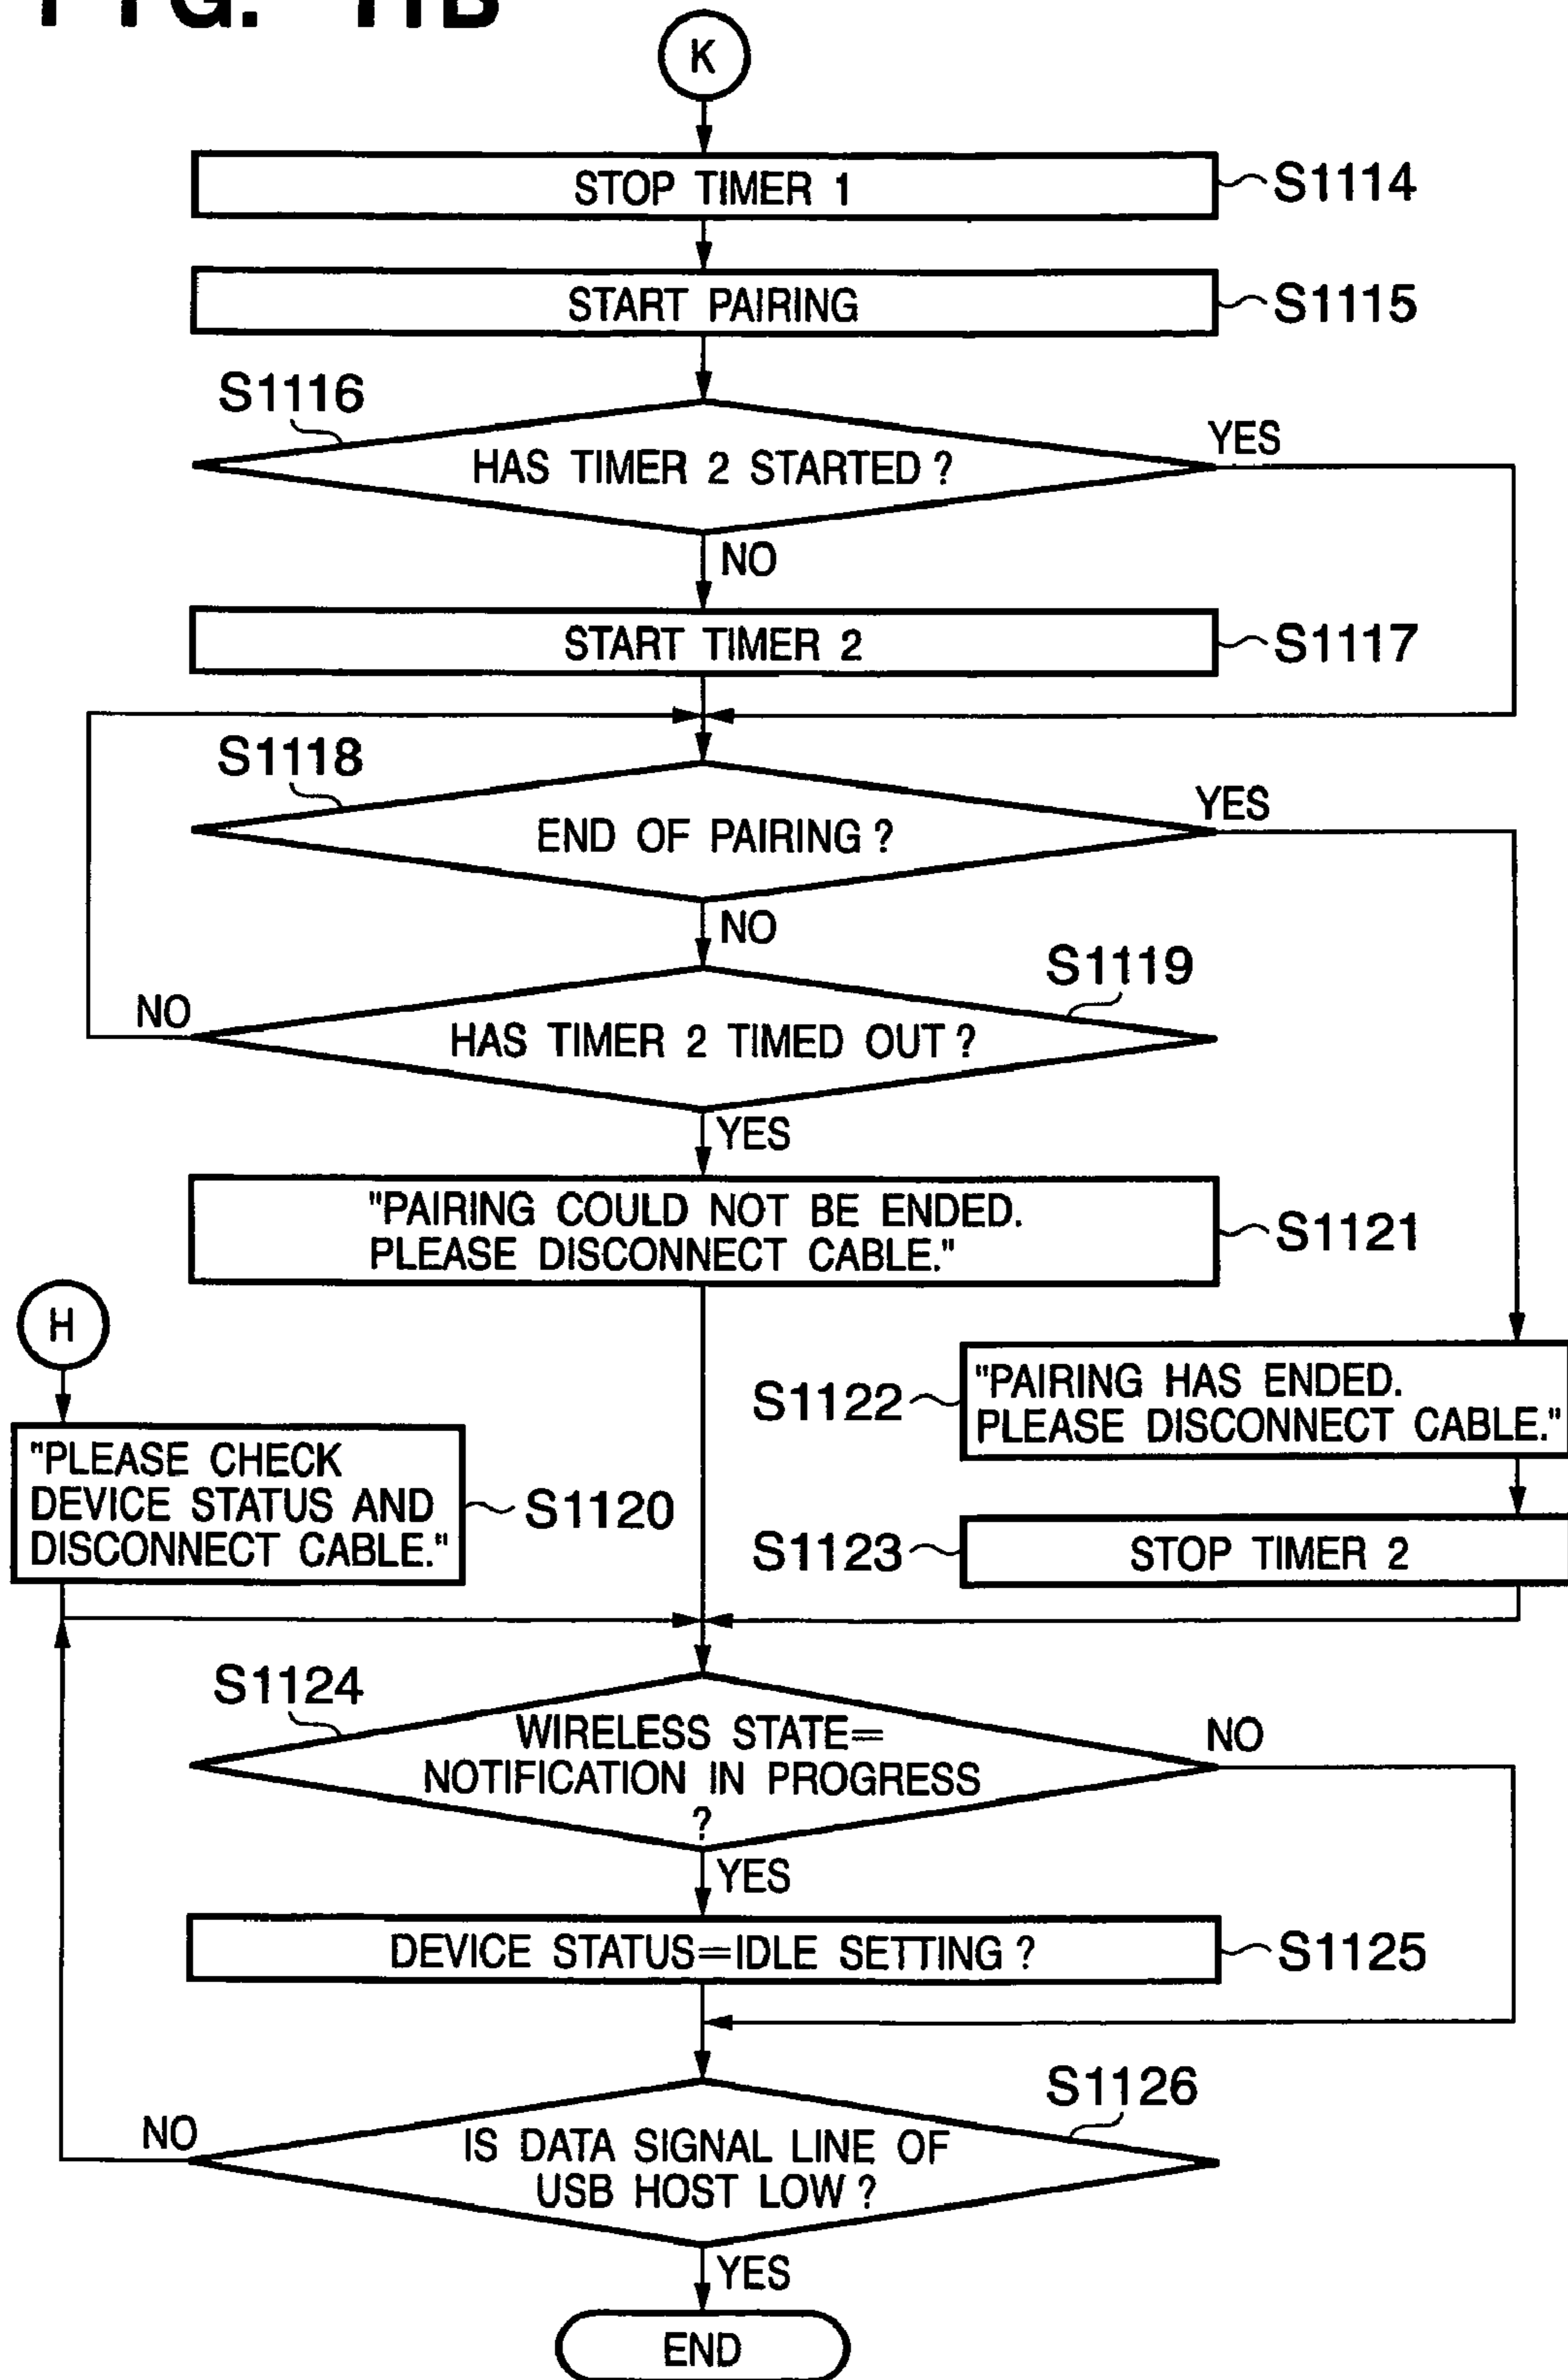 FIG. 11B
K
STOP TIMER 1
S1114
START PAIRING
S1115
S1116
HAS TIMER 2 STARTED ?
YES
NO
START TIMER 2
S1117
S1118
END OF PAIRING ?
YES
NO
S1119
HAS TIMER 2 TIMED OUT ?
NO
YES
"PAIRING COULD NOT BE ENDED.
PLEASE DISCONNECT CABLE."
S1121
H
"PLEASE CHECK
DEVICE STATUS AND
DISCONNECT CABLE."
S1120
S1122
"PAIRING HAS ENDED.
PLEASE DISCONNECT CABLE."
S1123
STOP TIMER 2
S1124
WIRELESS STATE=
NOTIFICATION IN PROGRESS
?
NO
YES
DEVICE STATUS=IDLE SETTING ?
S1125
S1126
IS DATA SIGNAL LINE OF
USB HOST LOW ?
NO
YES
END